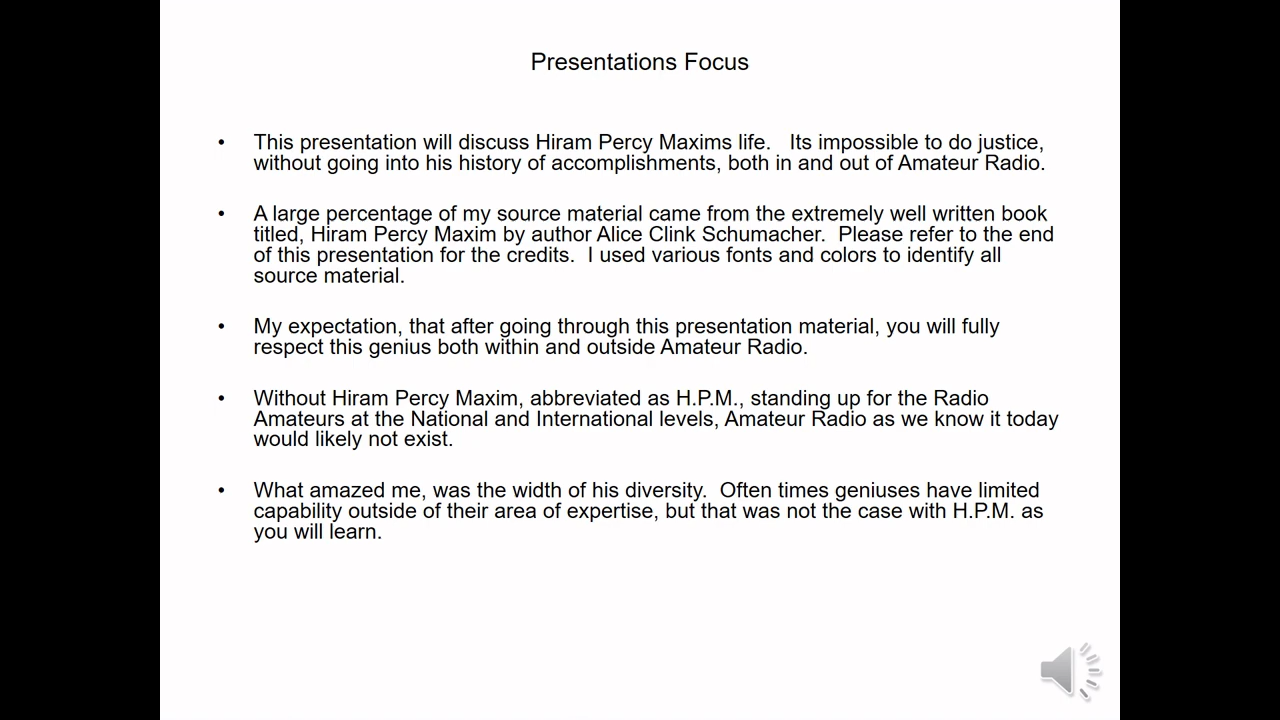 Presentations Focus
• This presentation will discuss Hiram Percy Maxims life.   Its impossible to do justice,
without going into his history of accomplishments, both in and out of Amateur Radio.
• A large percentage of my source material came from the extremely well written book
titled, Hiram Percy Maxim by author Alice Clink Schumacher.  Please refer to the end
of this presentation for the credits.  I used various fonts and colors to identify all
source material.
• My expectation, that after going through this presentation material, you will fully
respect this genius both within and outside Amateur Radio.
• Without Hiram Percy Maxim, abbreviated as H.P.M., standing up for the Radio
Amateurs at the National and International levels, Amateur Radio as we know it today
would likely not exist.
• What amazed me, was the width of his diversity.  Often times geniuses have limited
capability outside of their area of expertise, but that was not the case with H.P.M. as
you will learn.